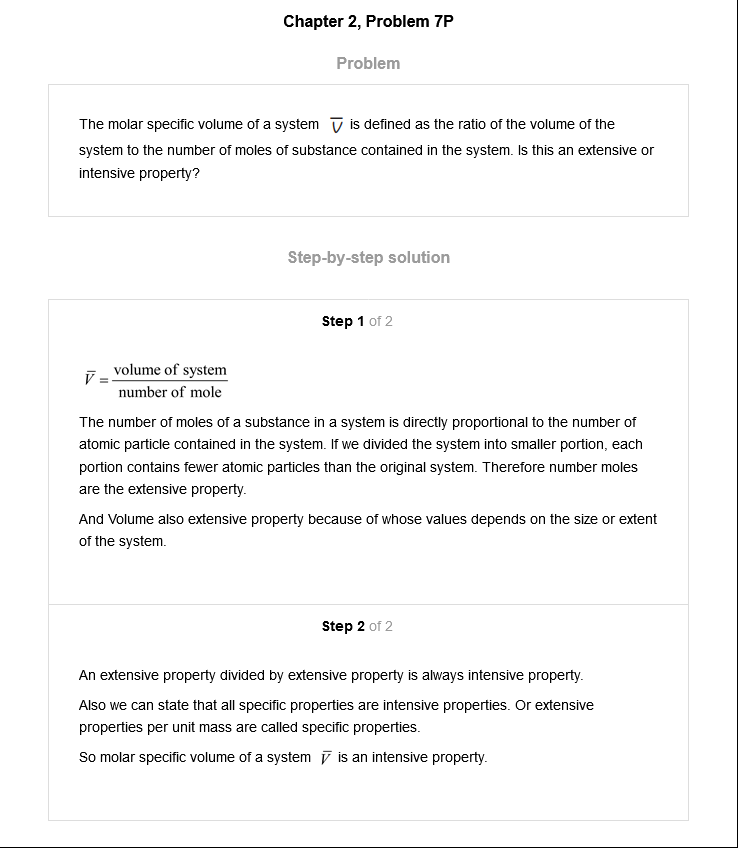 Chapter 2, Problem 7P
Problem
The molar specific volume of a system V̅ is defined as the ratio of the volume of the
system to the number of moles of substance contained in the system. Is this an extensive or
intensive property?
Step-by-step solution
Step 1 of 2
V̅ = volume of system / number of mole
The number of moles of a substance in a system is directly proportional to the number of
atomic particle contained in the system. If we divided the system into smaller portion, each
portion contains fewer atomic particles than the original system. Therefore number moles
are the extensive property.
And Volume also extensive property because of whose values depends on the size or extent
of the system.
Step 2 of 2
An extensive property divided by extensive property is always intensive property.
Also we can state that all specific properties are intensive properties. Or extensive
properties per unit mass are called specific properties.
So molar specific volume of a system V̅ is an intensive property.